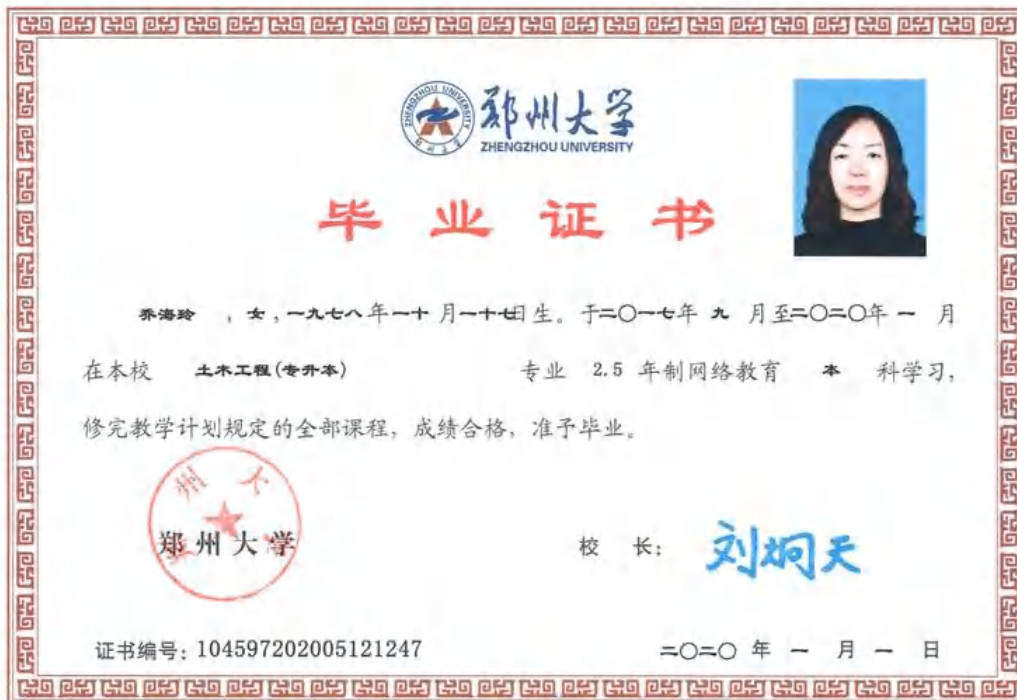 郑州大学
ZHENGZHOU UNIVERSITY
毕业证书
乔海玲 , 女 , 一九七八年一十月一十七日生。于二〇一七年 九 月至二〇二〇年 一 月
在本校 土木工程(专升本) 专业 2.5 年制网络教育 本 科学习,
修完教学计划规定的全部课程, 成绩合格, 准予毕业。
郑州大学
郑州大学
校 长: 刘炯天
证书编号: 104597202005121247
二〇二〇 年 一 月 一 日